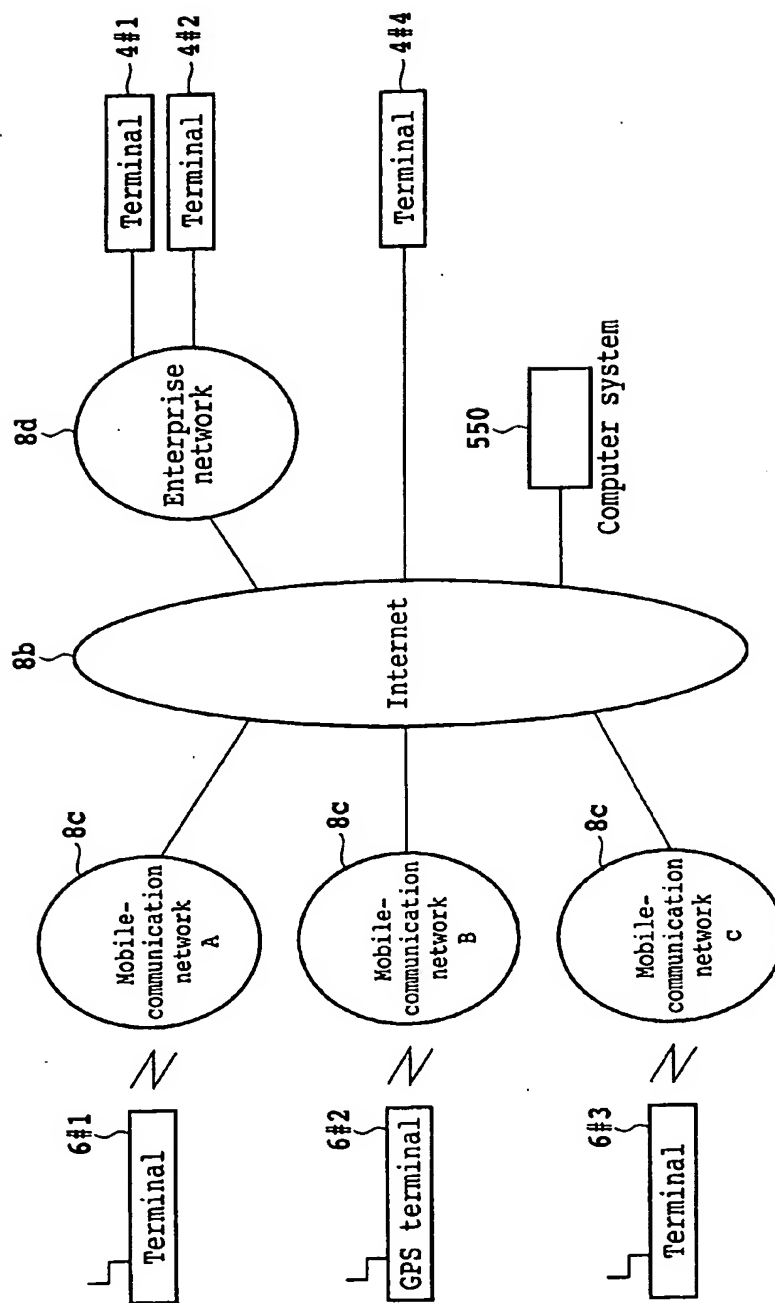 6#1
Terminal
6#2
GPS terminal
6#3
Terminal
8c
Mobile-
communication
network
A
8c
Mobile-
communication
network
B
8c
Mobile-
communication
network
C
8b
Internet
8d
Enterprise
network
550
Computer system
Terminal
4#1
Terminal
4#2
Terminal
4#4